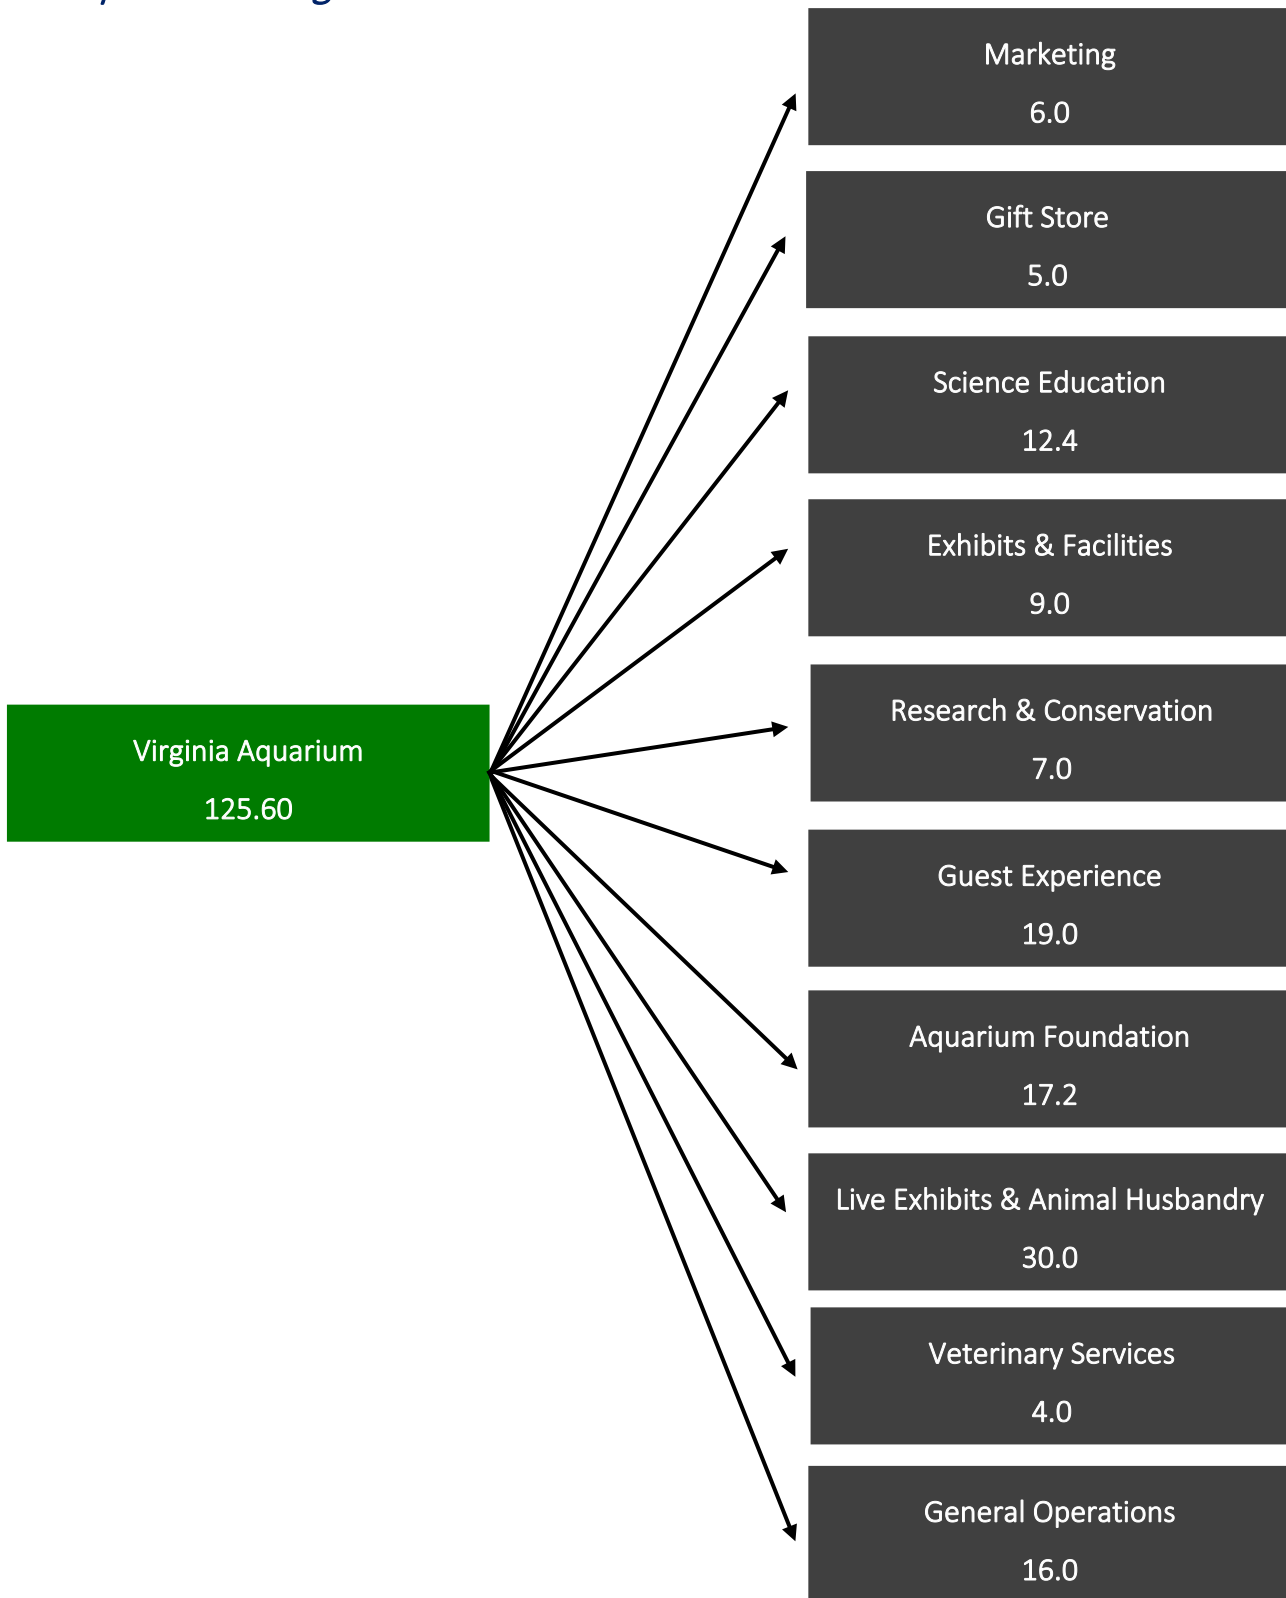 Marketing
6.0
Gift Store
5.0
Science Education
12.4
Exhibits & Facilities
9.0
Research & Conservation
7.0
Virginia Aquarium
125.60
Guest Experience
19.0
Aquarium Foundation
17.2
Live Exhibits & Animal Husbandry
30.0
Veterinary Services
4.0
General Operations
16.0